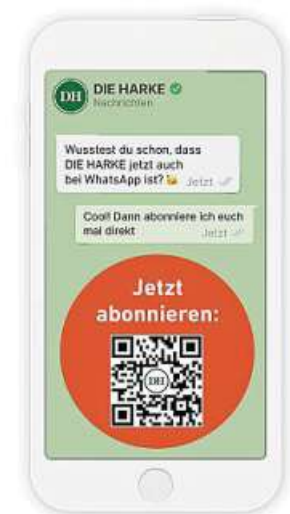 DH
DIE HARKE
Nachrichten
Wusstest du schon, dass
DIE HARKE jetzt auch
bei WhatsApp ist? Jetzt
Cool! Dann abonniere ich euch
mal direkt Jetzt
Jetzt
abonnieren:
DH